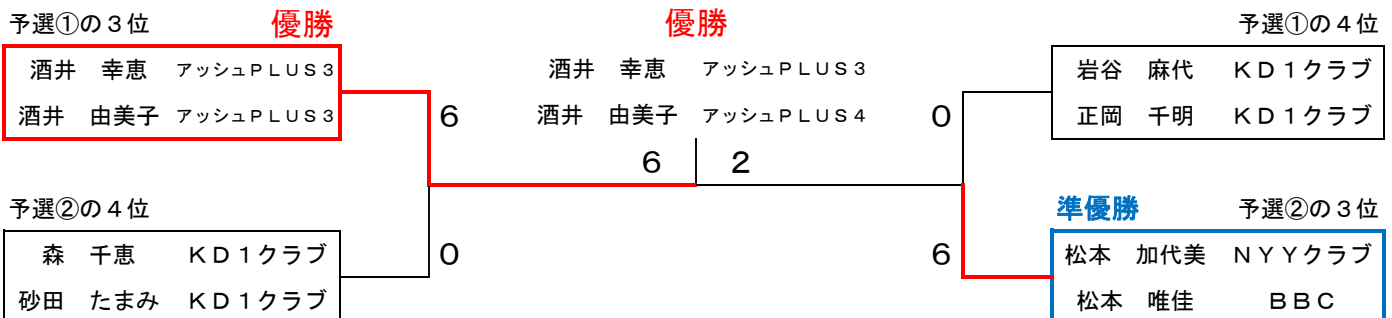 予選①の３位 優勝 優勝 予選①の４位
酒井 幸恵 アッシュＰＬＵＳ３ 酒井 幸恵 アッシュＰＬＵＳ３ 岩谷 麻代 ＫＤ１クラブ
酒井 由美子 アッシュＰＬＵＳ３ 6 酒井 由美子 アッシュＰＬＵＳ４ 0 正岡 千明 ＫＤ１クラブ
6 2
予選②の４位 準優勝 予選②の３位
森 千恵 ＫＤ１クラブ 0 6 松本 加代美 ＮＹＹクラブ
砂田 たまみ ＫＤ１クラブ 松本 唯佳 ＢＢＣ